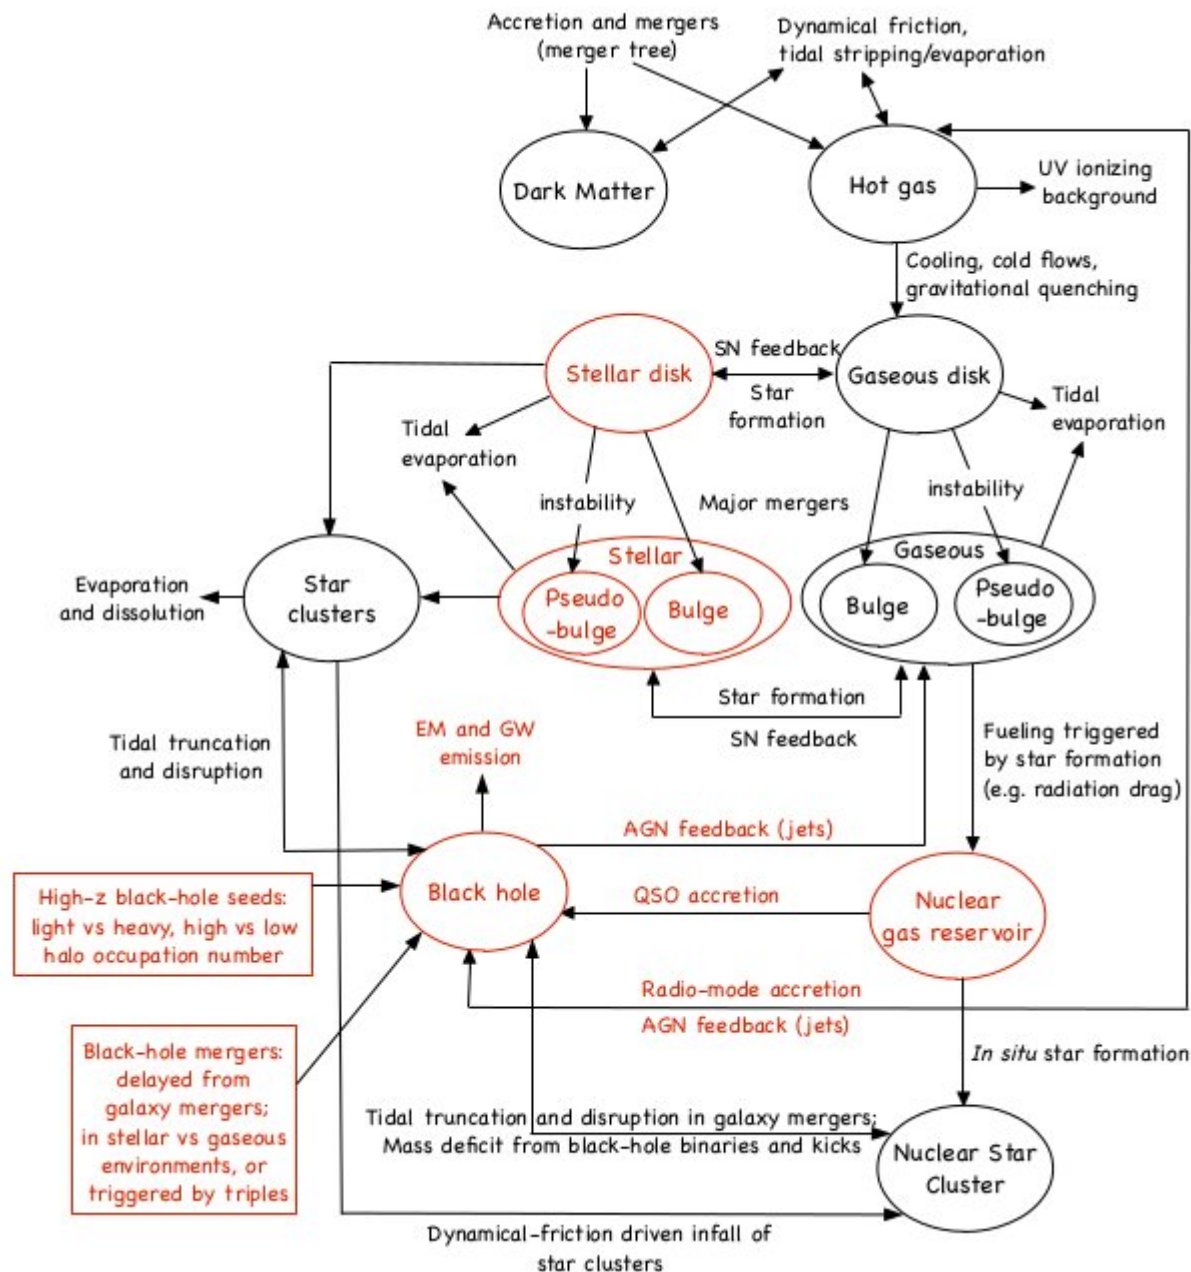 Accretion and mergers
(merger tree)
Dynamical friction,
tidal stripping/evaporation
Dark Matter
Hot gas
UV ionizing
background
Cooling, cold flows,
gravitational quenching
Stellar disk
SN feedback
Star
formation
Gaseous disk
Tidal
evaporation
Tidal
evaporation
instability
Major mergers
instability
Stellar
Pseudo
-bulge
Bulge
Gaseous
Bulge
Pseudo
-bulge
Star
clusters
Evaporation
and dissolution
Star formation
SN feedback
Tidal truncation
and disruption
EM and GW
emission
Fueling triggered
by star formation
(e.g. radiation drag)
AGN feedback (jets)
Black hole
QSO accretion
Nuclear
gas reservoir
High-z black-hole seeds:
light vs heavy, high vs low
halo occupation number
Radio-mode accretion
AGN feedback (jets)
Black-hole mergers:
delayed from
galaxy mergers;
in stellar vs gaseous
environments, or
triggered by triples
In situ star formation
Tidal truncation and disruption in galaxy mergers;
Mass deficit from black-hole binaries and kicks
Nuclear Star
Cluster
Dynamical-friction driven infall of
star clusters